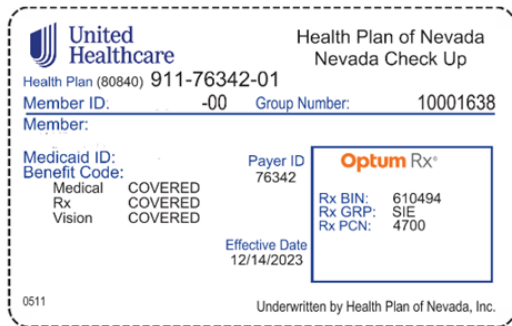 United Healthcare
Health Plan of Nevada
Nevada Check Up
Health Plan (80840) 911-76342-01
Member ID: -00 Group Number: 10001638
Member:
Medicaid ID:
Benefit Code:
Medical COVERED
Rx COVERED
Vision COVERED
Payer ID
76342
Effective Date
12/14/2023
Optum Rx®
Rx BIN: 610494
Rx GRP: SIE
Rx PCN: 4700
0511
Underwritten by Health Plan of Nevada, Inc.